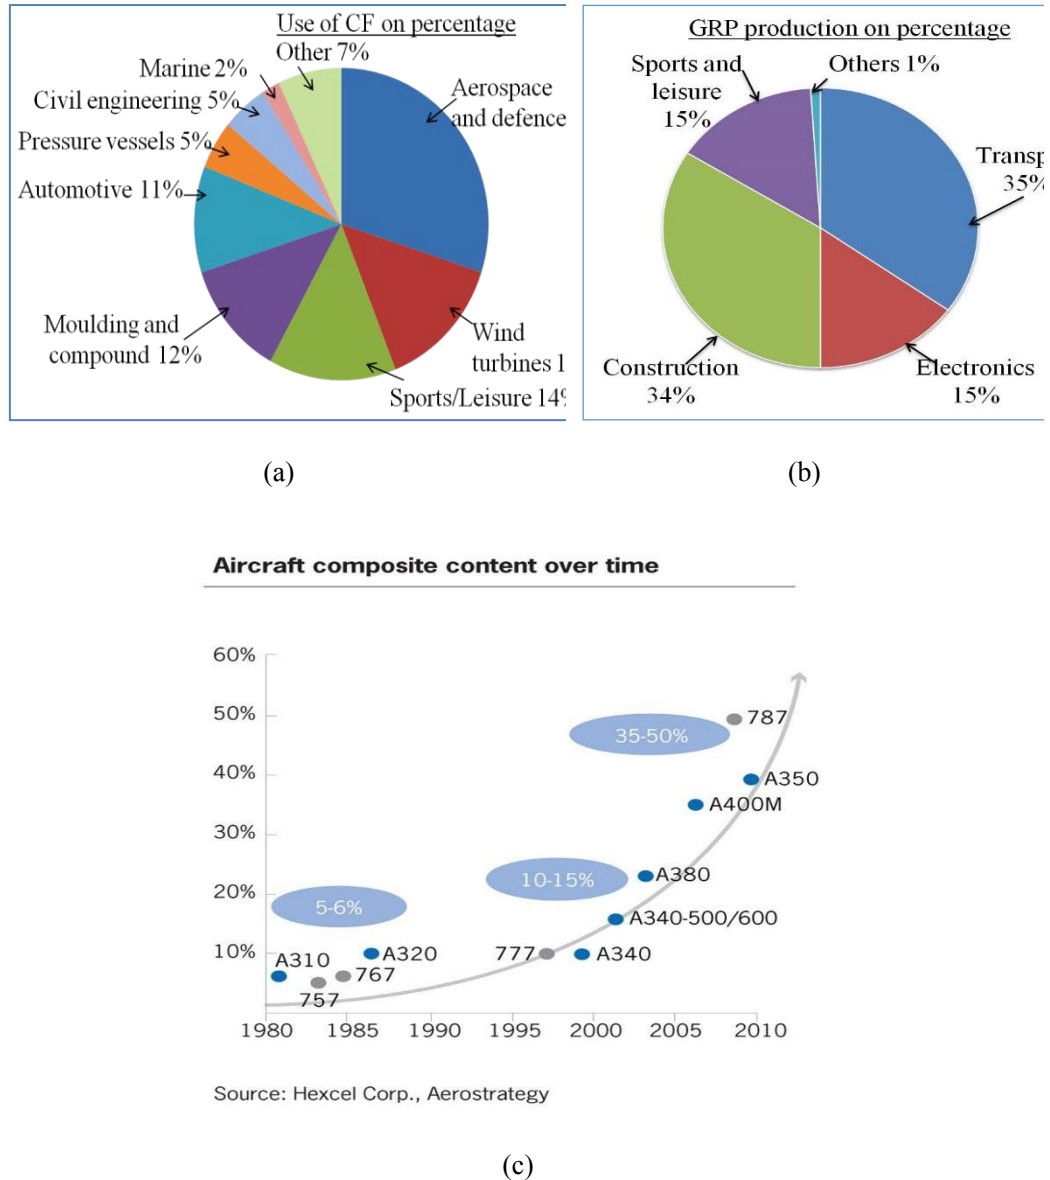 Use of CF on percentage
Other 7%
Marine 2%
Civil engineering 5%
Pressure vessels 5%
Automotive 11%
Moulding and
compound 12%
Aerospace
and defence
Wind
turbines 1
Sports/Leisure 14%
(a)
GRP production on percentage
Sports and
leisure
15%
Others 1%
Transp
35%
Construction
34%
Electronics
15%
(b)
Aircraft composite content over time
60%
50%
40%
30%
20%
10%
35-50%
787
A350
A400M
10-15%
A380
5-6%
A340-500/600
A310
A320
777
A340
767
757
1980 1985 1990 1995 2000 2005 2010
Source: Hexcel Corp., Aerostrategy
(c)